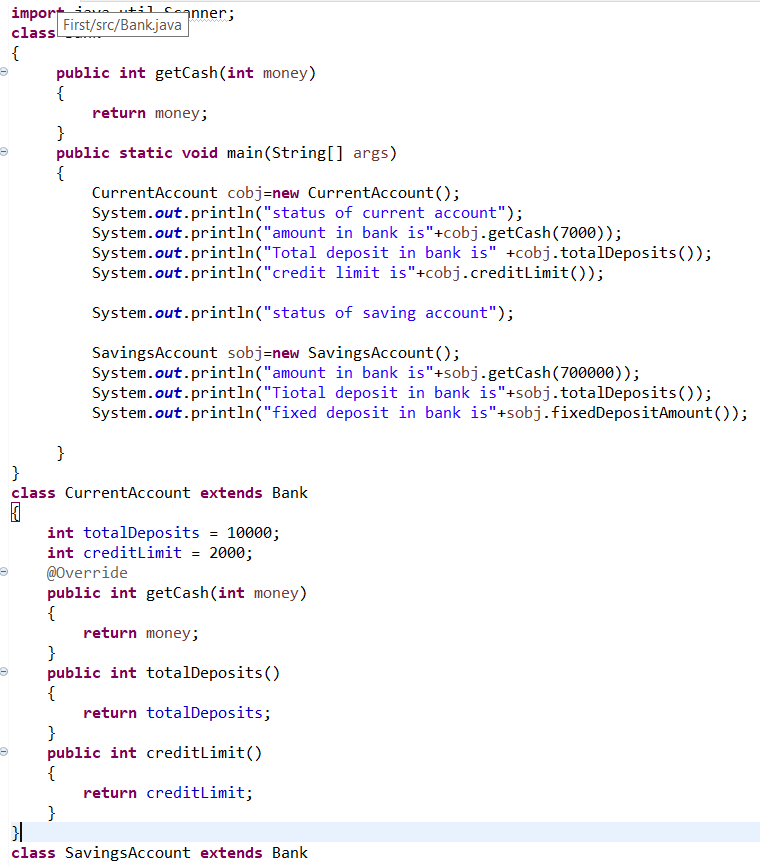 import java.util.Scanner;
First/src/Bank.java
class Bank
{
public int getCash(int money)
{
return money;
}
public static void main(String[] args)
{
CurrentAccount cobj=new CurrentAccount();
System.out.println("status of current account");
System.out.println("amount in bank is"+cobj.getCash(7000));
System.out.println("Total deposit in bank is" +cobj.totalDeposits());
System.out.println("credit limit is"+cobj.creditLimit());
System.out.println("status of saving account");
SavingsAccount sobj=new SavingsAccount();
System.out.println("amount in bank is"+sobj.getCash(700000));
System.out.println("Tiotal deposit in bank is"+sobj.totalDeposits());
System.out.println("fixed deposit in bank is"+sobj.fixedDepositAmount());
}
}
class CurrentAccount extends Bank
{
int totalDeposits = 10000;
int creditLimit = 2000;
@Override
public int getCash(int money)
{
return money;
}
public int totalDeposits()
{
return totalDeposits;
}
public int creditLimit()
{
return creditLimit;
}
}
class SavingsAccount extends Bank